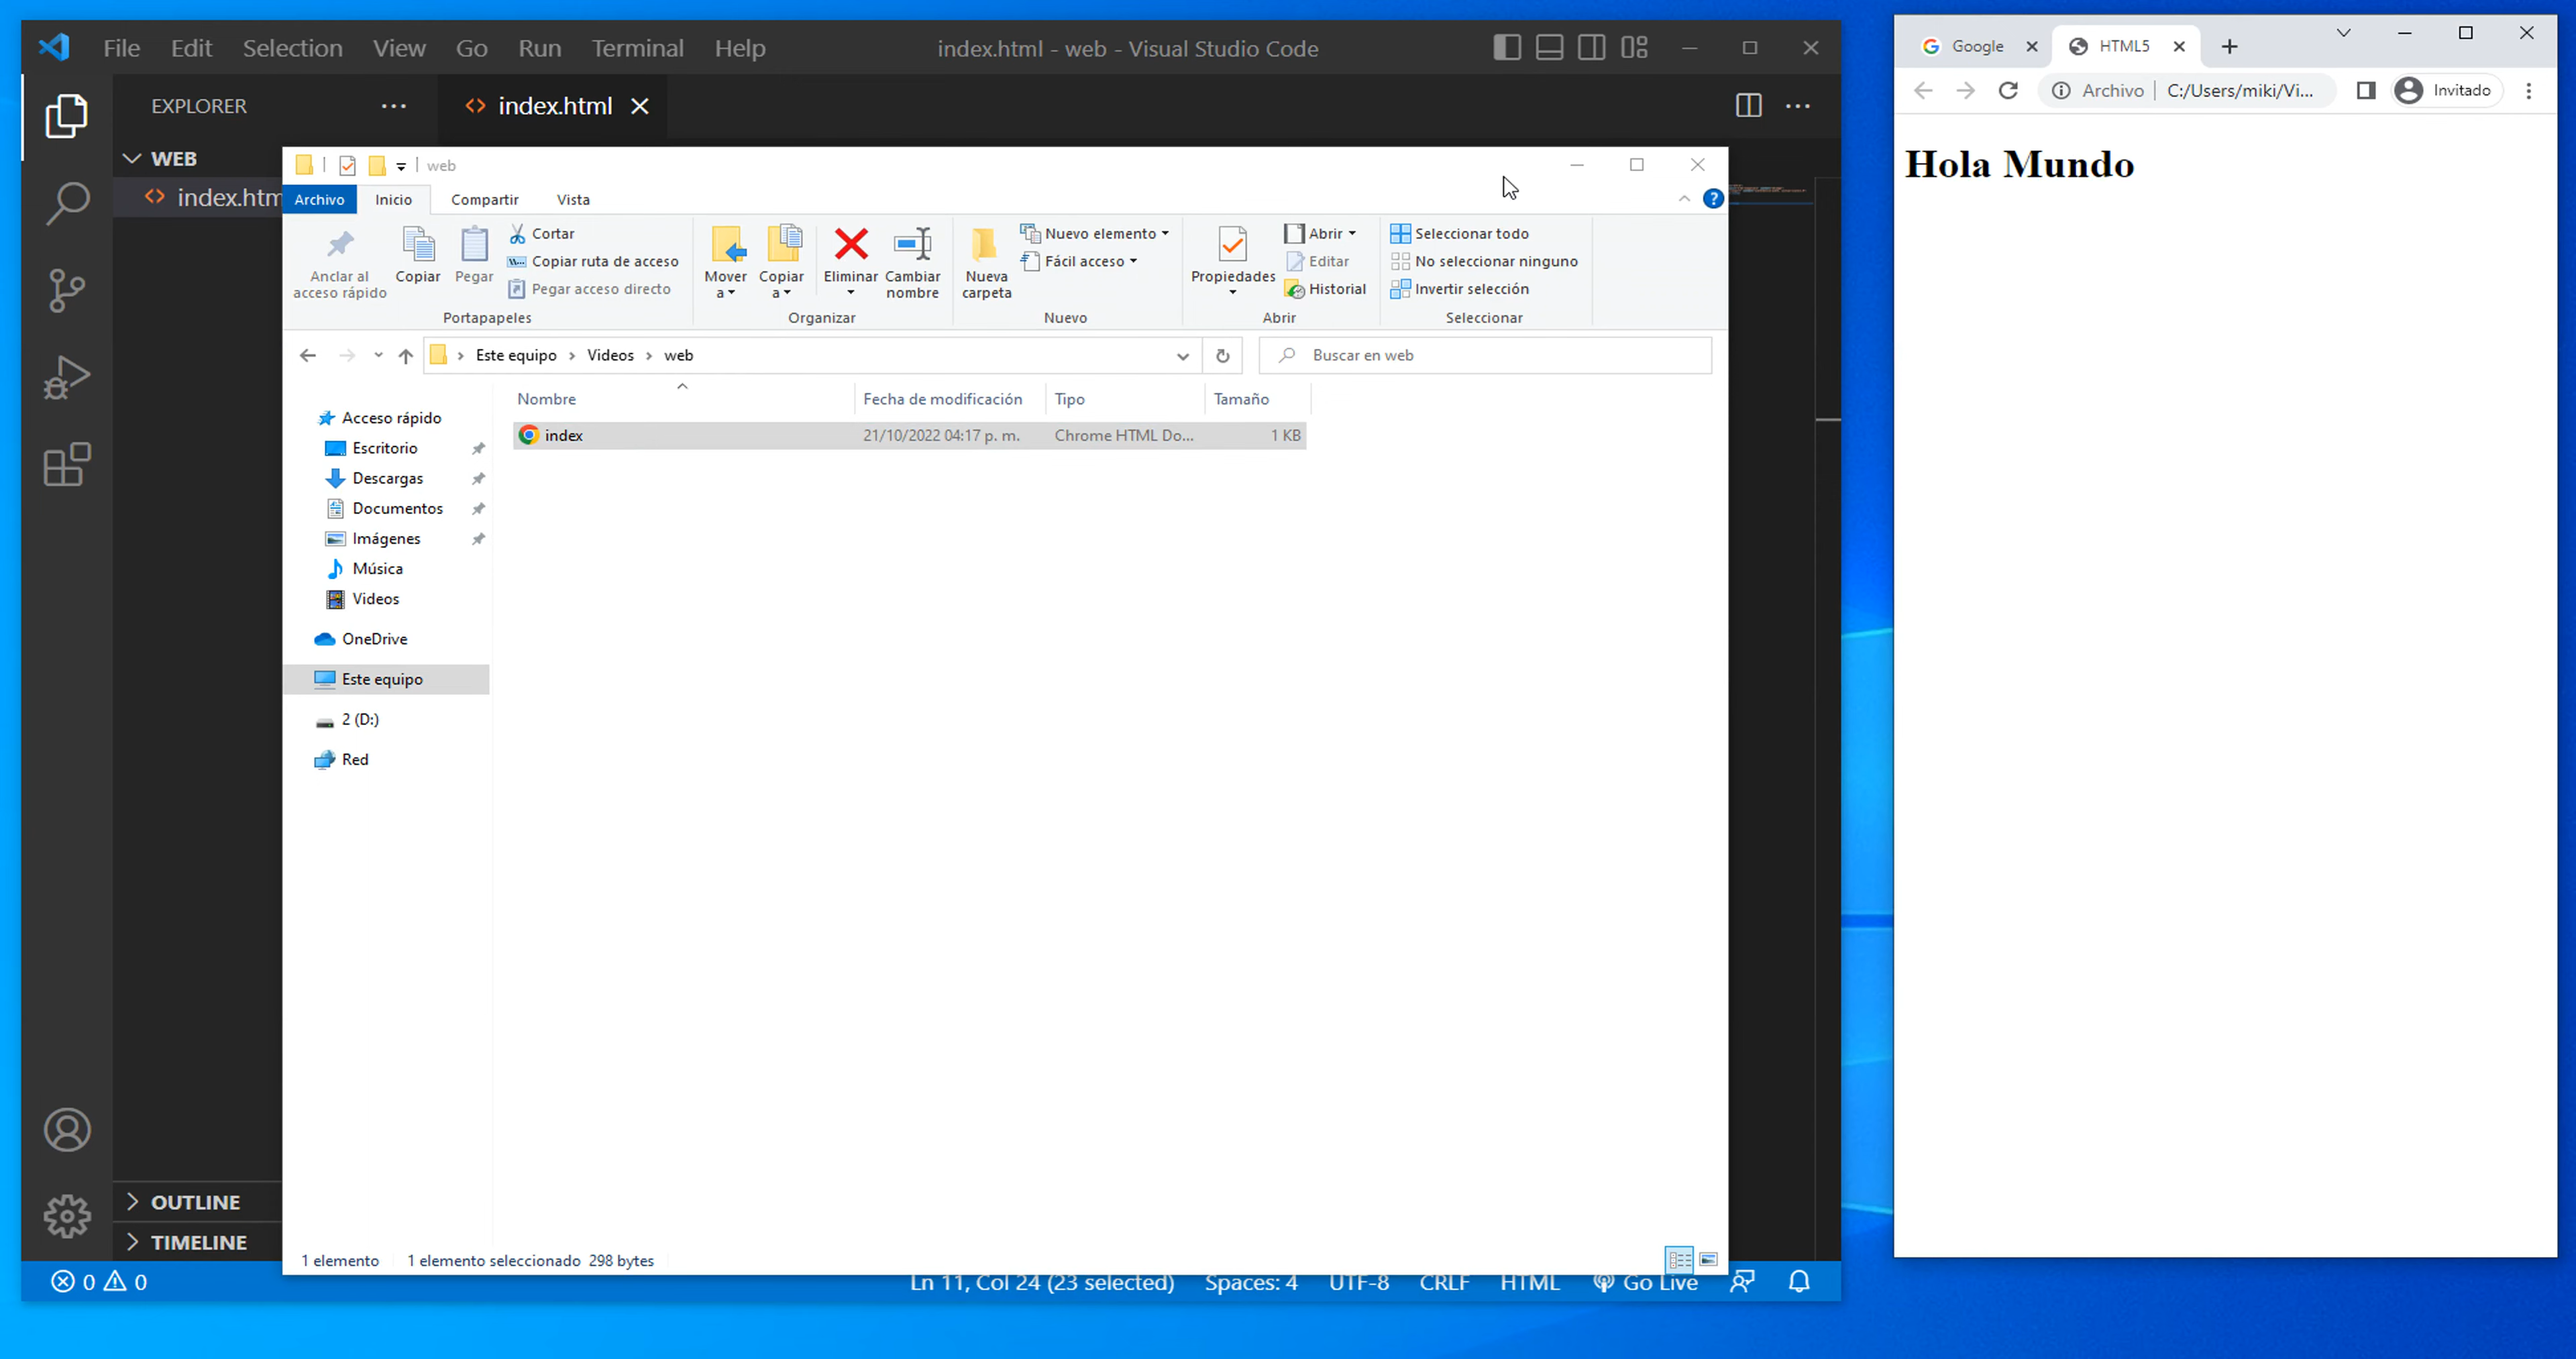 File Edit Selection View Go Run Terminal Help
index.html - web - Visual Studio Code
EXPLORER
index.html
WEB
index.htm
web
Archivo Inicio Compartir Vista
Anclar al
acceso rápido
Copiar
Pegar
Cortar
Copiar ruta de acceso
Pegar acceso directo
Portapapeles
Mover
a
Copiar
a
Eliminar
Cambiar
nombre
Organizar
Nueva
carpeta
Nuevo elemento
Fácil acceso
Nuevo
Propiedades
Abrir
Editar
Historial
Abrir
Seleccionar todo
No seleccionar ninguno
Invertir selección
Seleccionar
Este equipo > Videos > web
Buscar en web
Nombre Fecha de modificación Tipo Tamaño
index 21/10/2022 04:17 p. m. Chrome HTML Do... 1 KB
Acceso rápido
Escritorio
Descargas
Documentos
Imágenes
Música
Videos
OneDrive
Este equipo
2 (D:)
Red
1 elemento 1 elemento seleccionado 298 bytes
OUTLINE
TIMELINE
0 0
Ln 11, Col 24 (23 selected) Spaces: 4 UTF-8 CRLF HTML Go Live
Google HTML5
Archivo | C:/Users/miki/Vi... Invitado
Hola Mundo